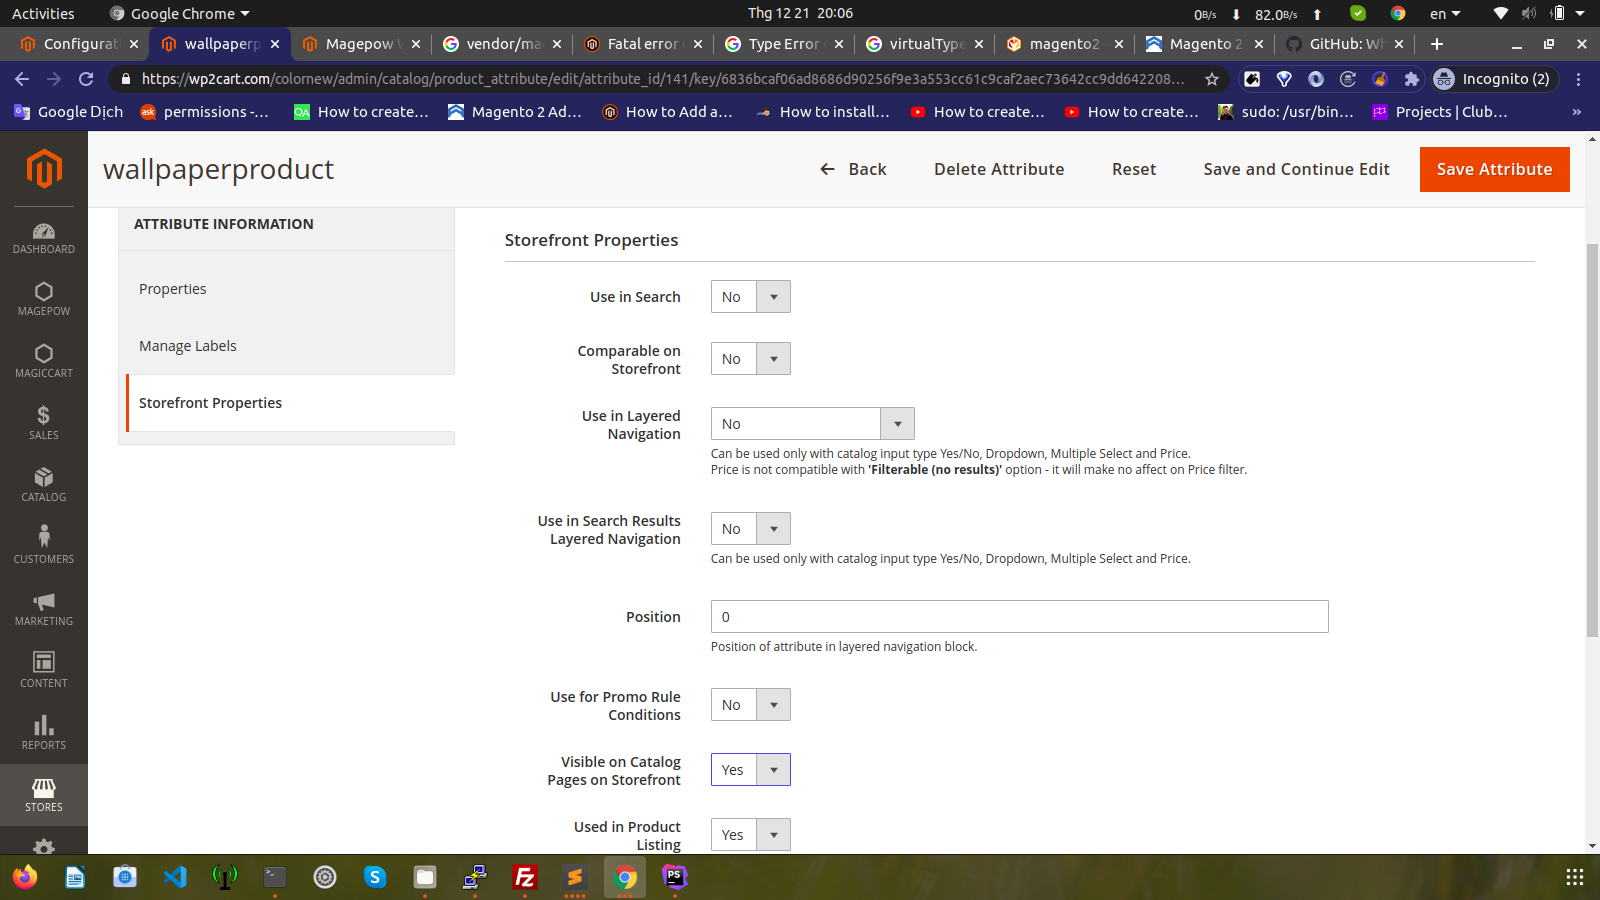 Activities
Google Chrome
Thg 12 21 20:06
0B/s
82.0B/s
en
Configurat
wallpaperp
Magepow
vendor/ma
Fatal error
Type Error
virtualType
magento2
Magento 2
GitHub: Wh
https://wp2cart.com/colornew/admin/catalog/product_attribute/edit/attribute_id/141/key/6836bcaf06ad8686d90256f9e3a553cc61c9caf2aec73642cc9dd642208...
Incognito (2)
Google Dịch
permissions -...
How to create...
Magento 2 Ad...
How to Add a...
How to install...
How to create...
How to create...
sudo: /usr/bin...
Projects | Club...
»
wallpaperproduct
Back
Delete Attribute
Reset
Save and Continue Edit
Save Attribute
DASHBOARD
MAGEPOW
MAGICCART
SALES
CATALOG
CUSTOMERS
MARKETING
CONTENT
REPORTS
STORES
ATTRIBUTE INFORMATION
Properties
Manage Labels
Storefront Properties
Storefront Properties
Use in Search
No
Comparable on
Storefront
No
Use in Layered
Navigation
No
Can be used only with catalog input type Yes/No, Dropdown, Multiple Select and Price.
Price is not compatible with 'Filterable (no results)' option - it will make no affect on Price filter.
Use in Search Results
Layered Navigation
No
Can be used only with catalog input type Yes/No, Dropdown, Multiple Select and Price.
Position
0
Position of attribute in layered navigation block.
Use for Promo Rule
Conditions
No
Visible on Catalog
Pages on Storefront
Yes
Used in Product
Listing
Yes